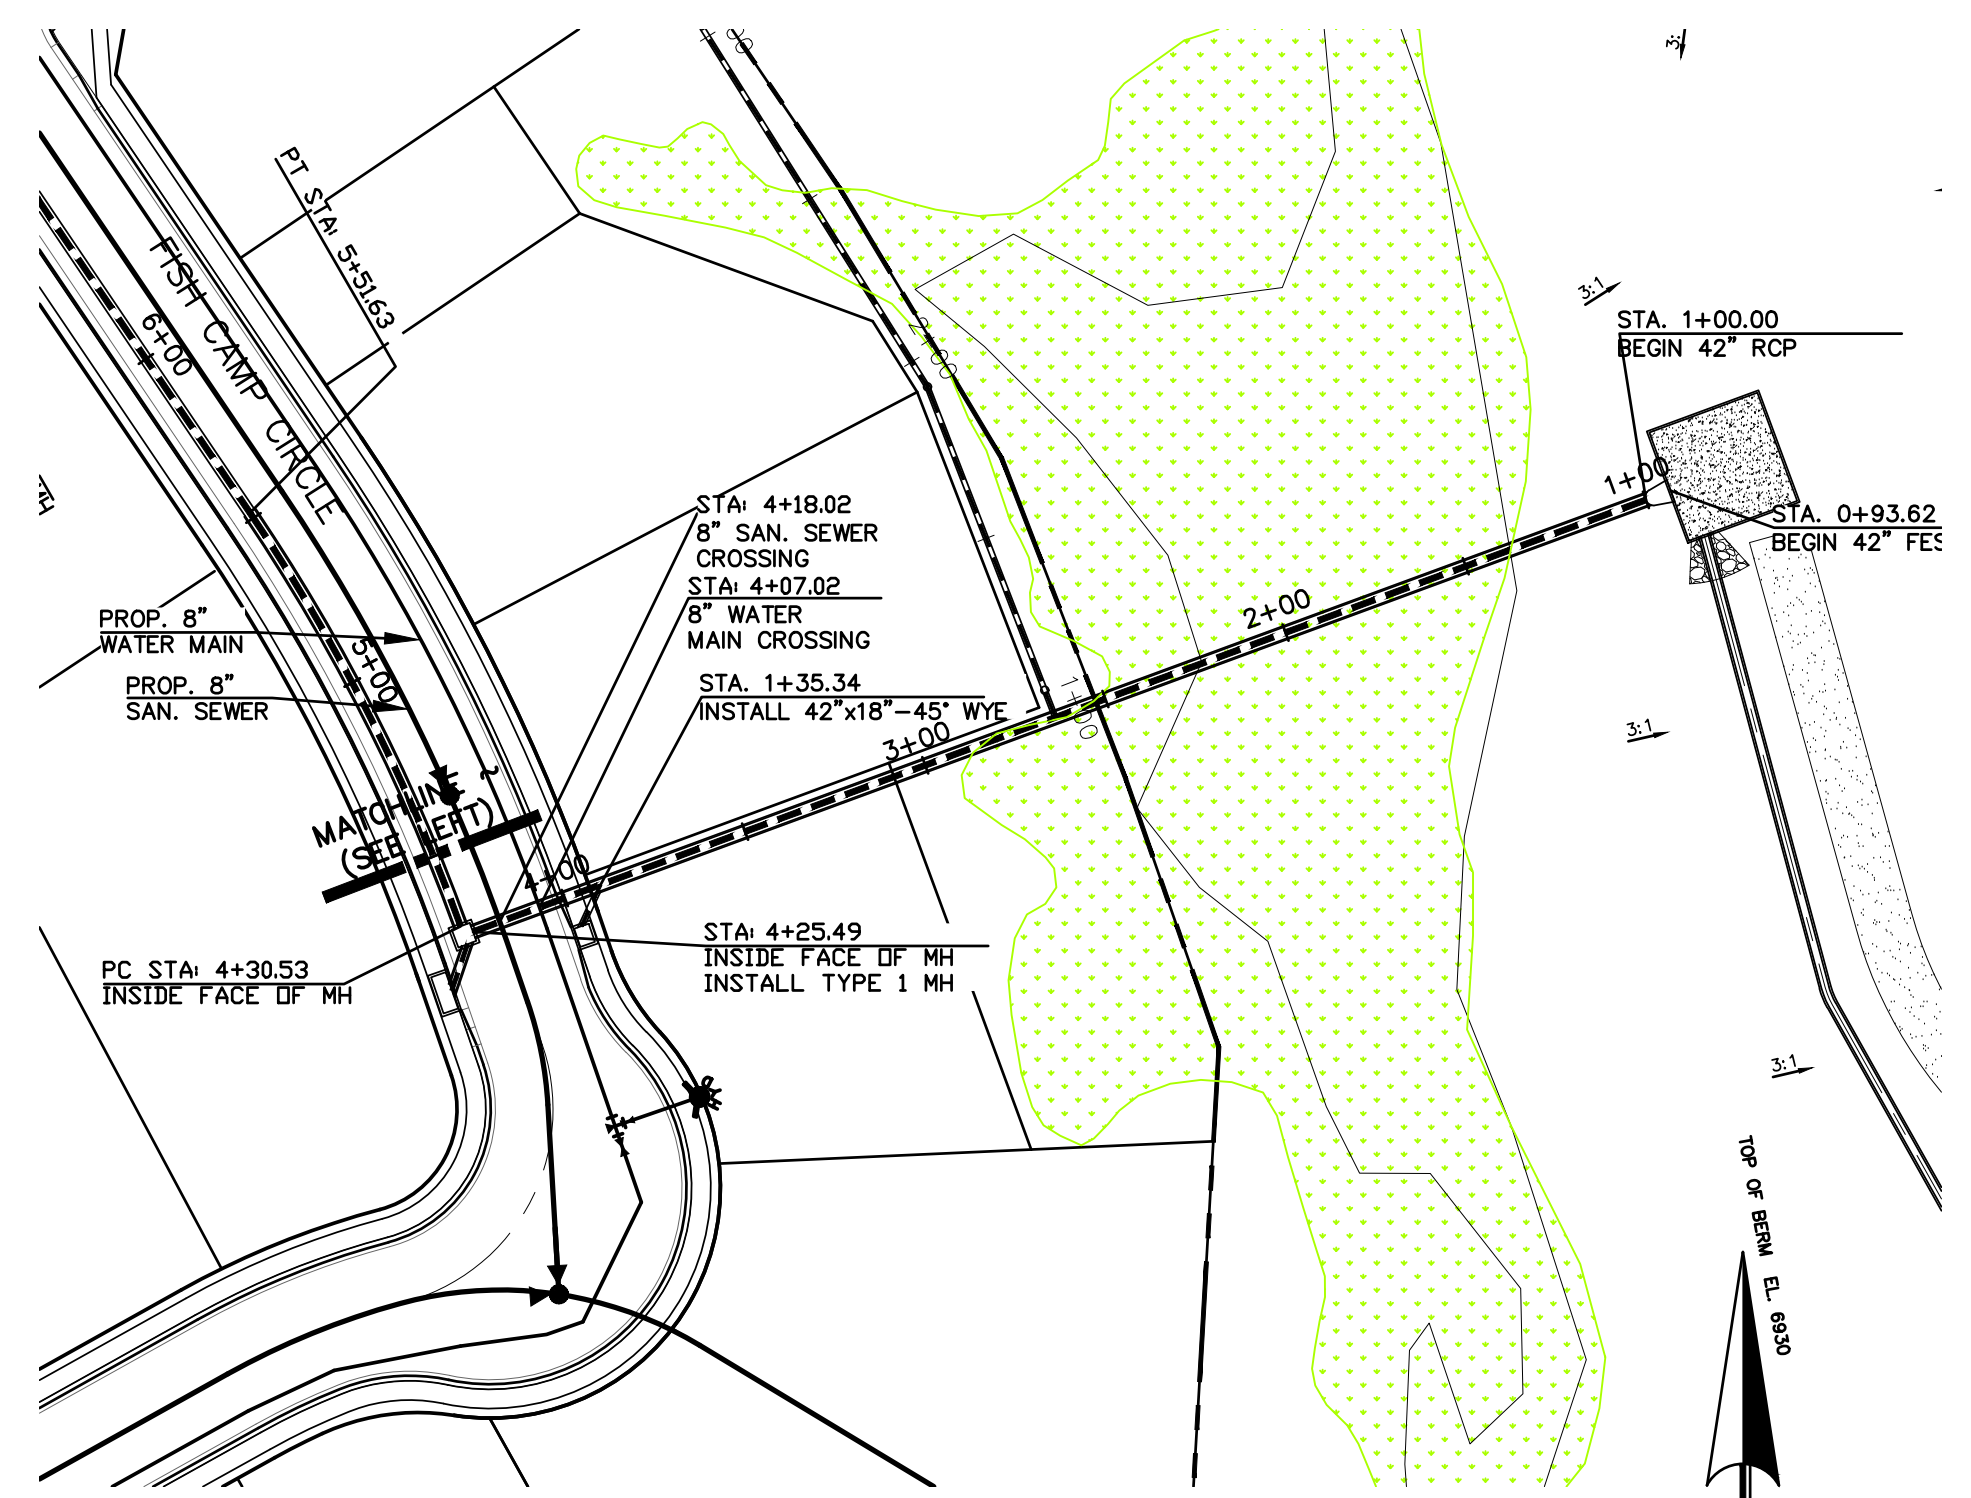 3:
PT STA: 5+51.63
FISH CAMP CIRCLE
6+00
2+00
3:1
STA. 1+00.00
BEGIN 42" RCP
1+00
STA. 0+93.62
BEGIN 42" FES
STA: 4+18.02
8" SAN. SEWER
CROSSING
STA: 4+07.02
8" WATER
MAIN CROSSING
2+00
PROP. 8"
WATER MAIN
5+00
PROP. 8"
SAN. SEWER
STA. 1+35.34
INSTALL 42"x18"-45° WYE
1+00
3+00
3:1
MATCHLINE ~
(SEE LEFT)
4+00
STA: 4+25.49
INSIDE FACE OF MH
INSTALL TYPE 1 MH
PC STA: 4+30.53
INSIDE FACE OF MH
3:1
TOP OF BERM EL. 6930